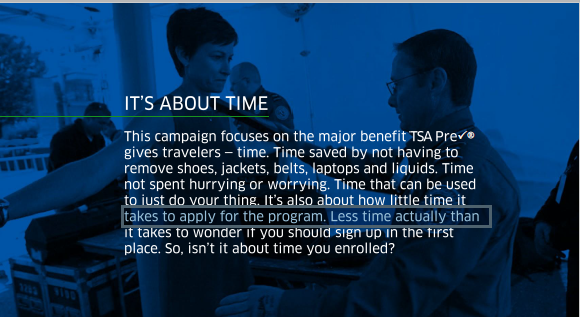 IT'S ABOUT TIME
This campaign focuses on the major benefit TSA Pre✓®
gives travelers – time. Time saved by not having to
remove shoes, jackets, belts, laptops and liquids. Time
not spent hurrying or worrying. Time that can be used
to just do your thing. It's also about how little time it
takes to apply for the program. Less time actually than
it takes to wonder if you should sign up in the first
place. So, isn't it about time you enrolled?